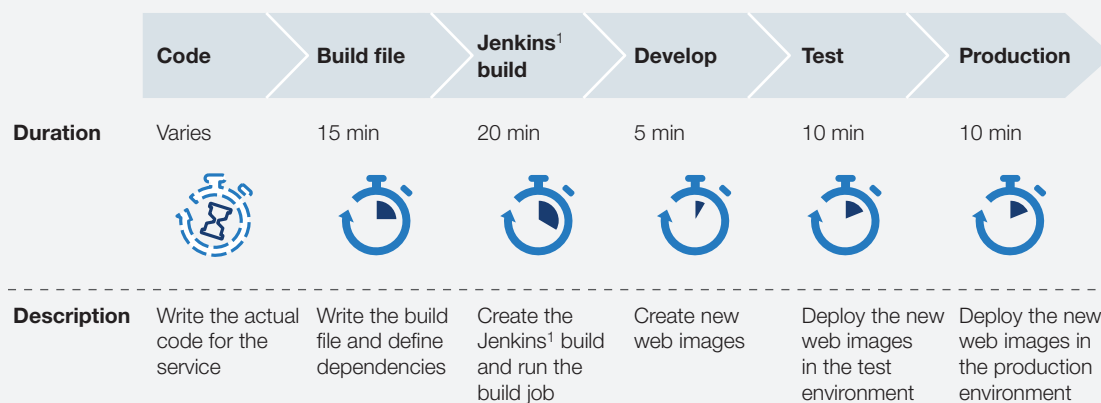 Code
Build file
Jenkins¹
build
Develop
Test
Production
Duration
Varies
15 min
20 min
5 min
10 min
10 min
Description
Write the actual
code for the
service
Write the build
file and define
dependencies
Create the
Jenkins¹ build
and run the
build job
Create new
web images
Deploy the new
web images
in the test
environment
Deploy the new
web images in
the production
environment